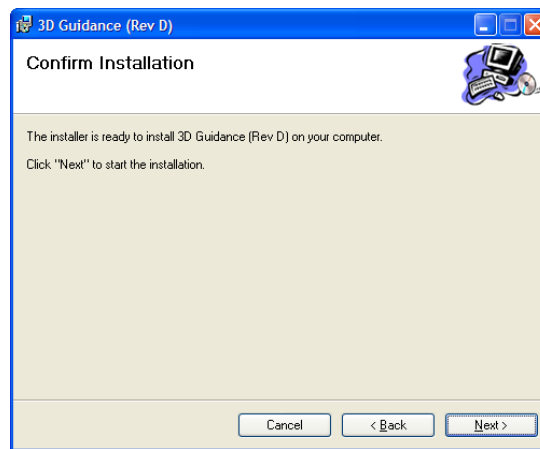 3D Guidance (Rev D)
Confirm Installation
The installer is ready to install 3D Guidance (Rev D) on your computer.
Click "Next" to start the installation.
Cancel
< Back
Next >